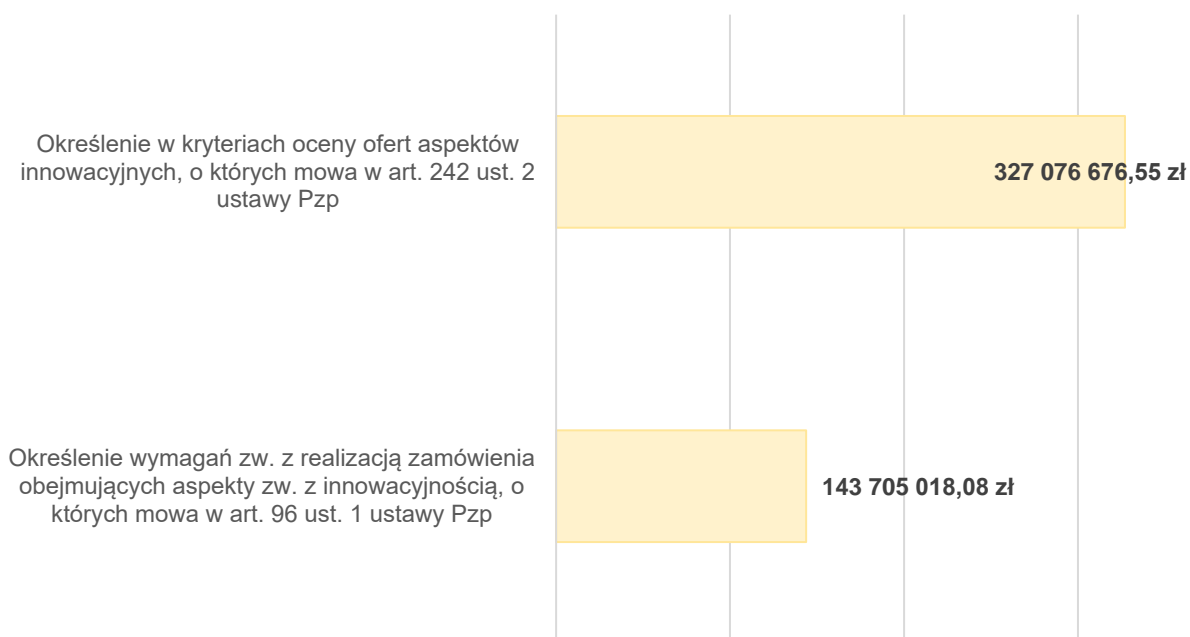 Określenie w kryteriach oceny ofert aspektów
innowacyjnych, o których mowa w art. 242 ust. 2
ustawy Pzp
327 076 676,55 zł
Określenie wymagań zw. z realizacją zamówienia
obejmujących aspekty zw. z innowacyjnością, o
których mowa w art. 96 ust. 1 ustawy Pzp
143 705 018,08 zł